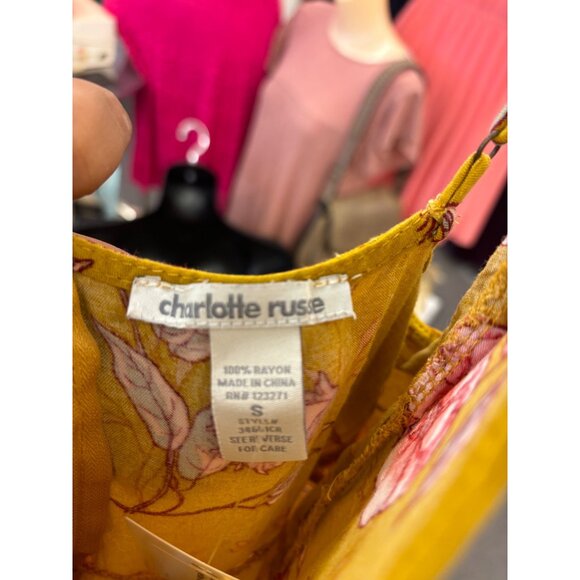 charlotte russe
100% RAYON
MADE IN CHINA
RN# 123271
S
STYLE#
SEE REVERSE
FOR CARE